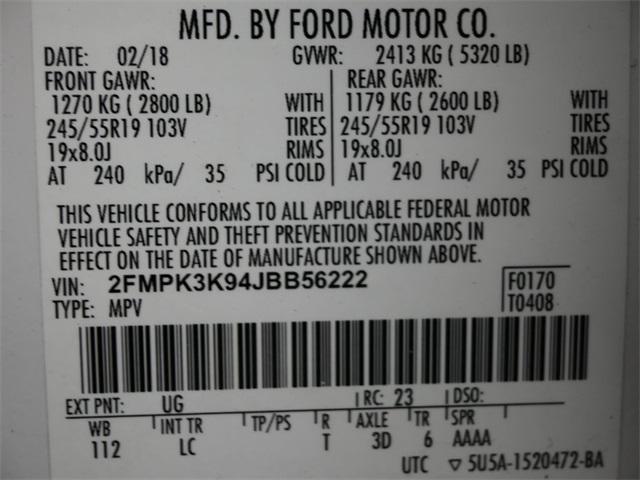 MFD. BY FORD MOTOR CO.
DATE: 02/18 GVWR: 2413 KG ( 5320 LB)
FRONT GAWR: REAR GAWR:
1270 KG ( 2800 LB) WITH 1179 KG ( 2600 LB) WITH
245/55R19 103V TIRES 245/55R19 103V TIRES
19x8.0J RIMS 19x8.0J RIMS
AT 240 kPa/ 35 PSI COLD AT 240 kPa/ 35 PSI COLD
THIS VEHICLE CONFORMS TO ALL APPLICABLE FEDERAL MOTOR
VEHICLE SAFETY AND THEFT PREVENTION STANDARDS IN
EFFECT ON THE DATE OF MANUFACTURE SHOWN ABOVE.
VIN: 2FMPK3K94JBB56222 F0170
TYPE: MPV T0408
EXT PNT: UG RC: 23 DSO:
WB INT TR TP/PS R AXLE TR SPR
112 LC T 3D 6 AAAA
UTC ▽ 5U5A-1520472-BA